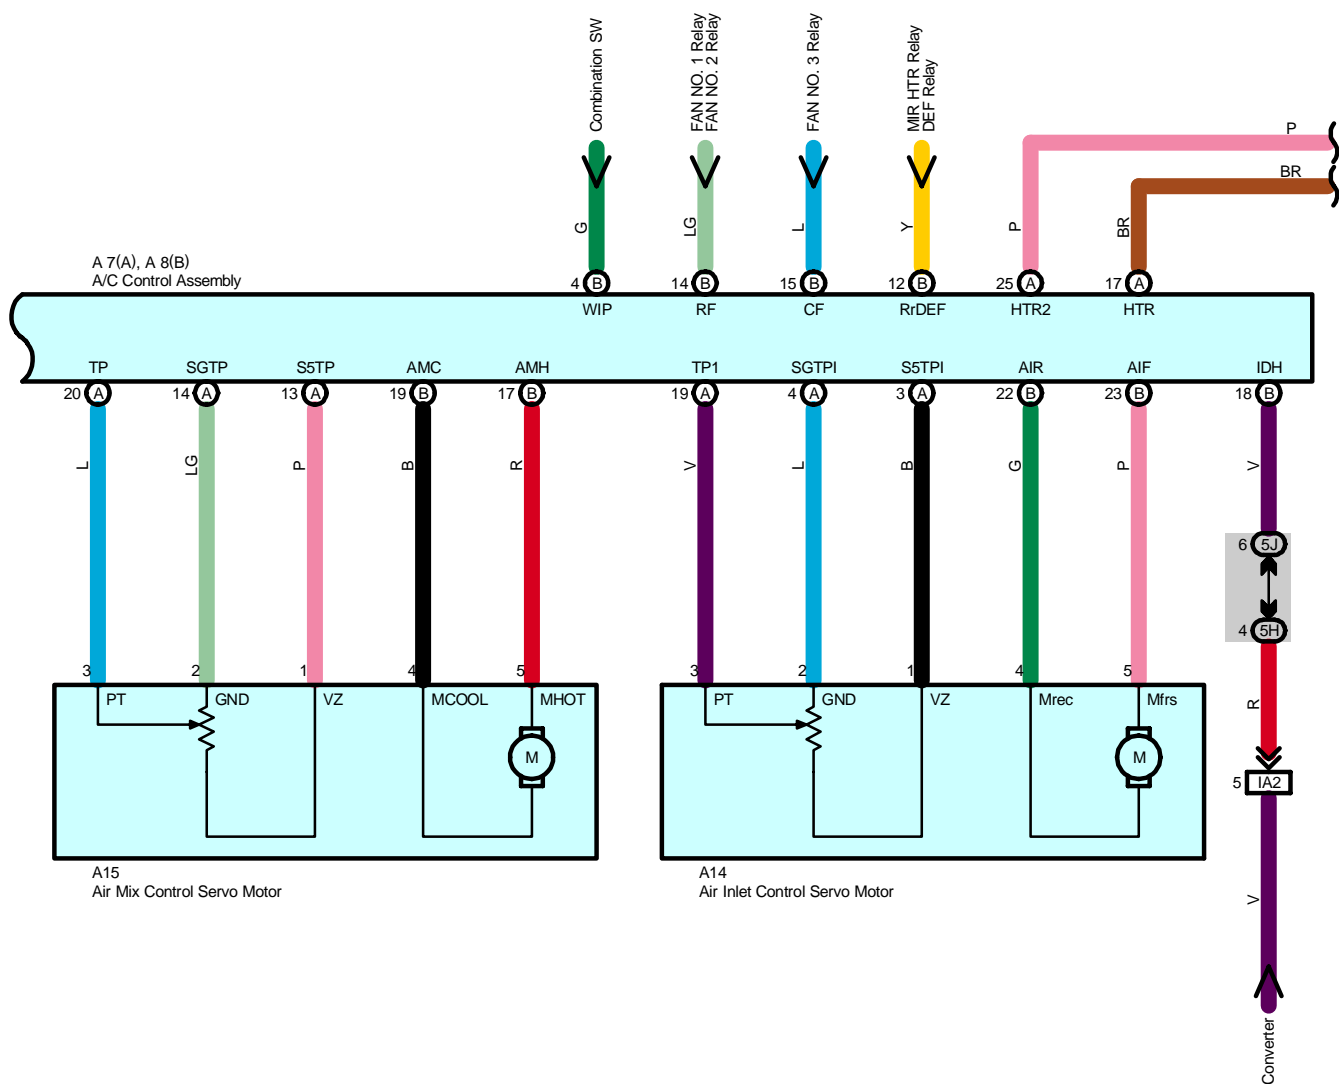 Combination SW
FAN NO. 1 Relay
FAN NO. 2 Relay
FAN NO. 3 Relay
MIR HTR Relay
DEF Relay
P
BR
G
LG
L
Y
P
BR
A 7(A), A 8(B)
A/C Control Assembly
4 B
14 B
15 B
12 B
25 A
17 A
WIP
RF
CF
RrDEF
HTR2
HTR
TP
SGTP
S5TP
AMC
AMH
TP1
SGTPI
S5TPI
AIR
AIF
IDH
20 A
14 A
13 A
19 B
17 B
19 A
4 A
3 A
22 B
23 B
18 B
L
LG
P
B
R
V
L
B
G
P
V
6 5J
4 5H
3
2
1
4
5
3
2
1
4
5
PT
GND
VZ
MCOOL
MHOT
PT
GND
VZ
Mrec
Mfrs
R
M
M
5 IA2
A15
Air Mix Control Servo Motor
A14
Air Inlet Control Servo Motor
V
Converter